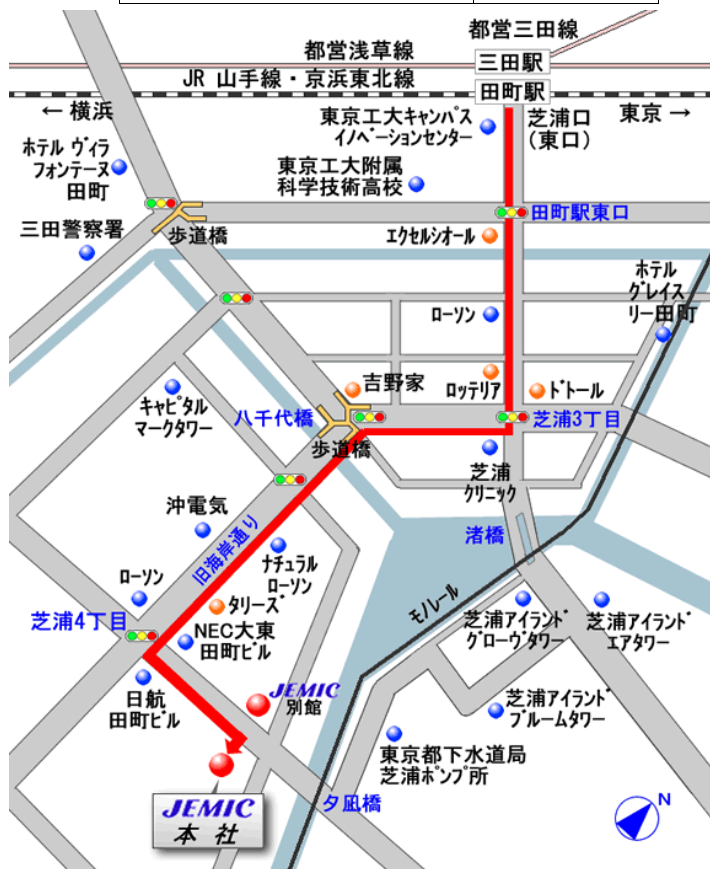 都営三田線
都営浅草線
三田駅
JR 山手線・京浜東北線
田町駅
← 横浜
東京 →
芝浦口
(東口)
東京工大キャンパス
イノベーションセンター
ホテル ヴィラ
フォンテーヌ
田町
東京工大附属
科学技術高校
田町駅東口
三田警察署
歩道橋
エクセルシオール
ホテル
グレイス
リー田町
ローソン
吉野家
ロッテリア
ドトール
キャピタル
マークタワー
八千代橋
芝浦3丁目
歩道橋
芝浦
クリニック
沖電気
旧海岸通り
渚橋
ナチュラル
ローソン
ローソン
タリーズ
モノレール
芝浦アイランド
グローヴタワー
芝浦アイランド
エアタワー
芝浦4丁目
NEC大東
田町ビル
日航
田町ビル
JEMIC
別館
芝浦アイランド
ブルームタワー
東京都下水道局
芝浦ポンプ所
夕凪橋
JEMIC
本 社
N